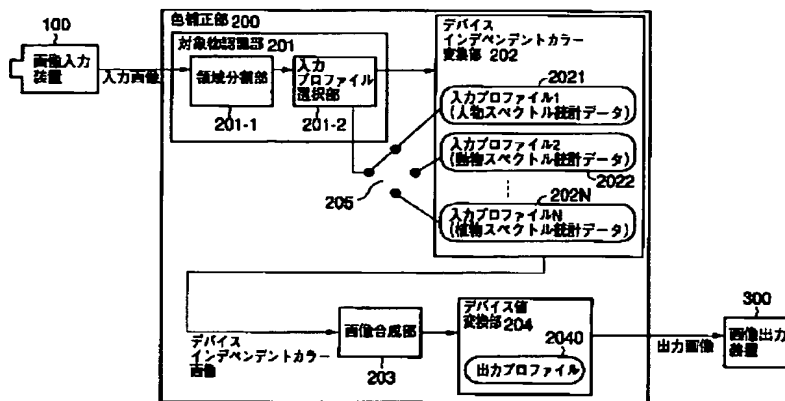 100
画像入力
装置
入力画像
色補正部 200
対象物認識部 201
領域分割部
201-1
入力
プロファイル
選択部
201-2
205
デバイス
インデペンデントカラー
変換部 202
2021
入力プロファイル1
(人物スペクトル統計データ)
入力プロファイル2
(動物スペクトル統計データ)
2022
202N
入力プロファイルN
(植物スペクトル統計データ)
デバイス
インデペンデントカラー
画像
画像合成部
203
デバイス値
変換部 204
2040
出力プロファイル
出力画像
300
画像出力
装置